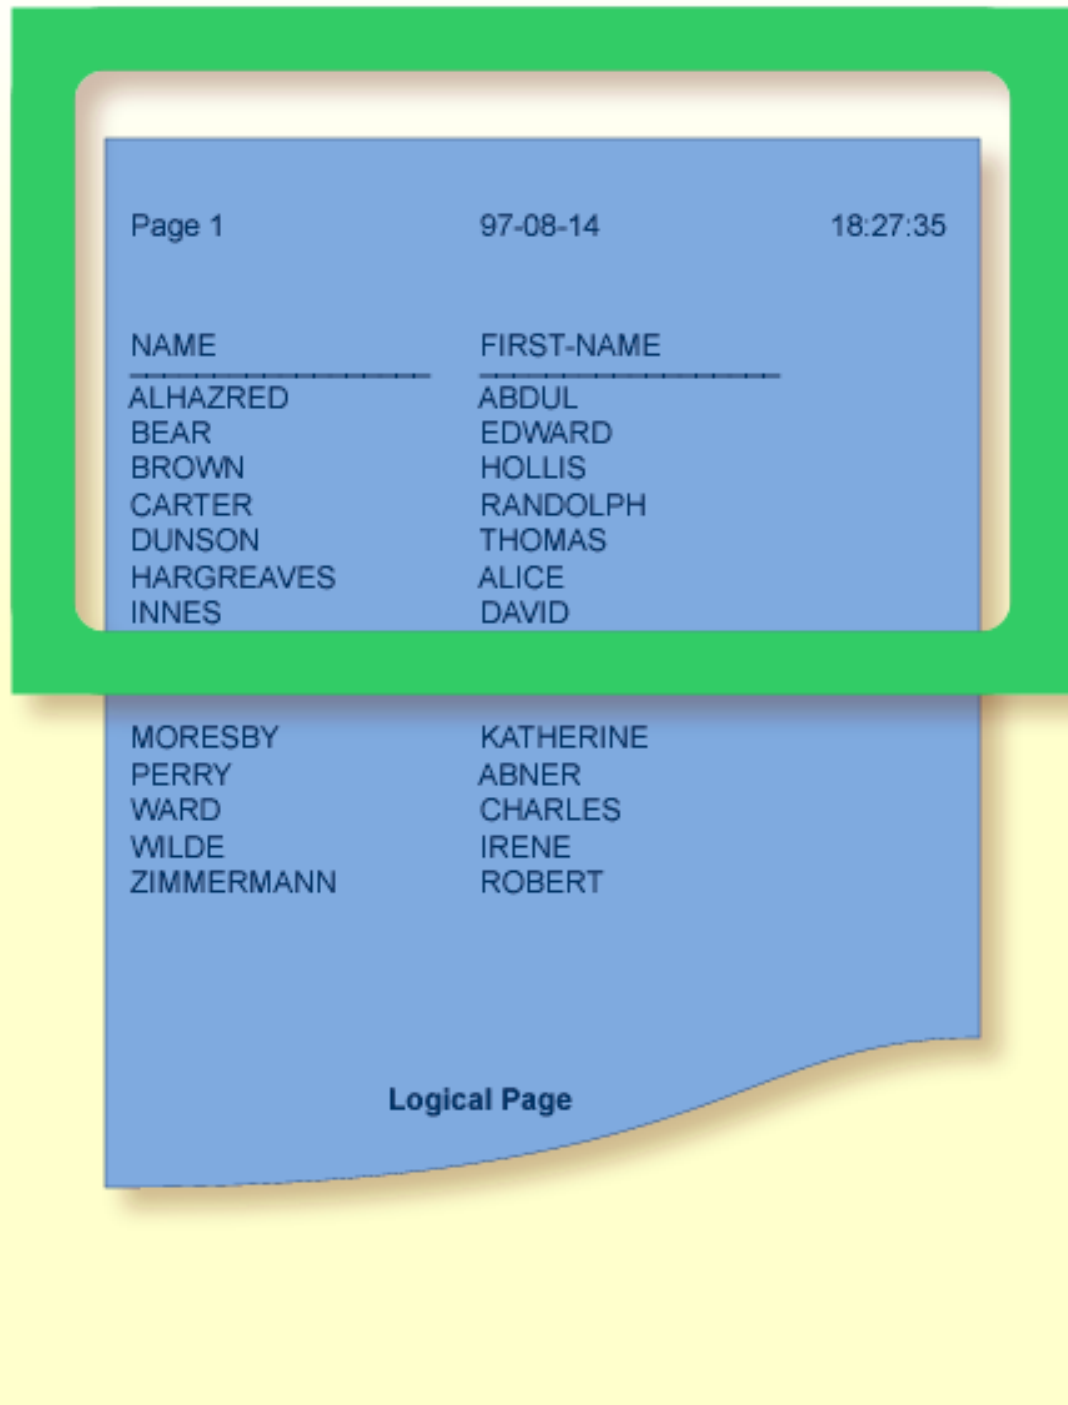 Page 1 97-08-14 18:27:35
NAME FIRST-NAME
ALHAZRED ABDUL
BEAR EDWARD
BROWN HOLLIS
CARTER RANDOLPH
DUNSON THOMAS
HARGREAVES ALICE
INNES DAVID
MORESBY KATHERINE
PERRY ABNER
WARD CHARLES
WILDE IRENE
ZIMMERMANN ROBERT
Logical Page